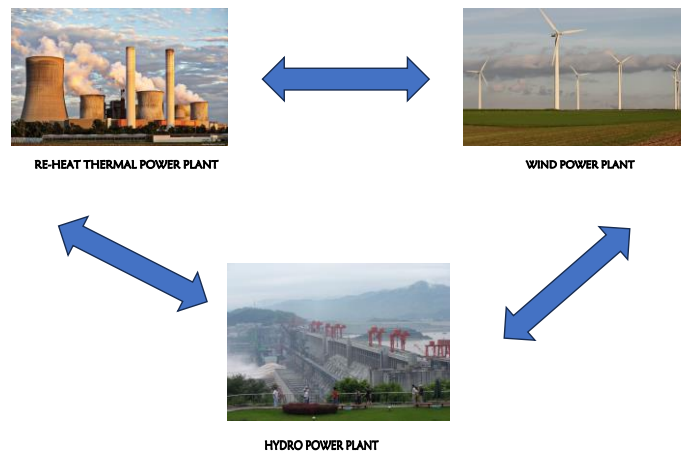 RE-HEAT THERMAL POWER PLANT
WIND POWER PLANT
HYDRO POWER PLANT